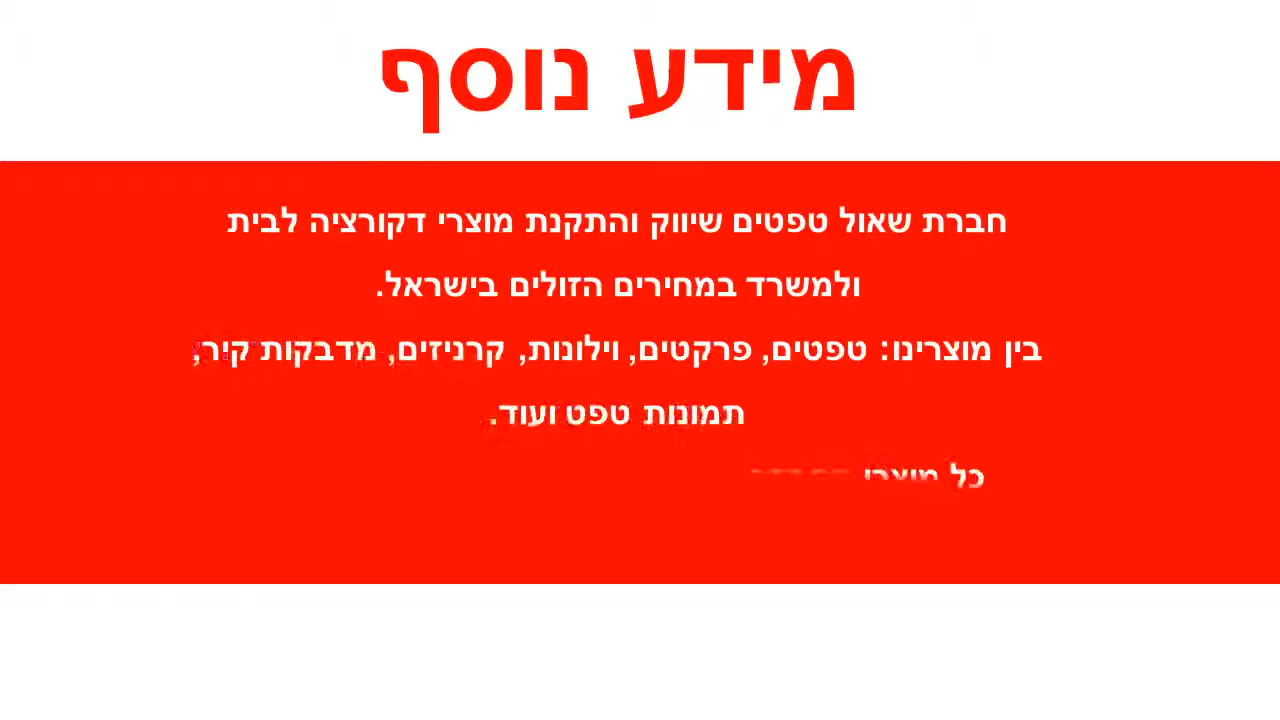 מידע נוסף
חברת שאול טפטים שיווק והתקנת מוצרי דקורציה לבית
ולמשרד במחירים הזולים בישראל.
בין מוצרינו: טפטים, פרקטים, וילונות, קרניזים, מדבקות קיר,
תמונות טפט ועוד.
כל מוצרי